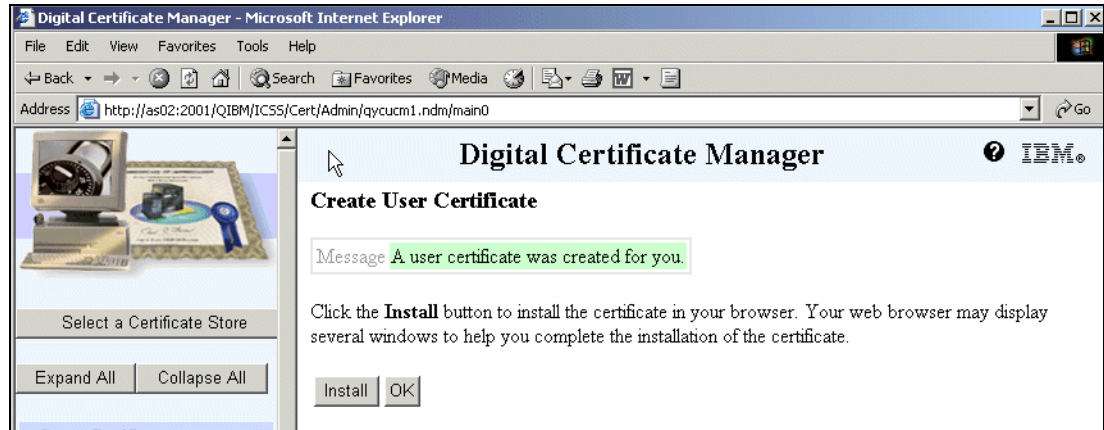 Digital Certificate Manager - Microsoft Internet Explorer
File Edit View Favorites Tools Help
Back Search Favorites Media
Address http://as02:2001/QIBM/ICSS/Cert/Admin/qycucm1.ndm/main0 Go
Digital Certificate Manager IBM®
Create User Certificate
Message A user certificate was created for you.
Click the Install button to install the certificate in your browser. Your web browser may display
several windows to help you complete the installation of the certificate.
Install OK
Select a Certificate Store
Expand All Collapse All